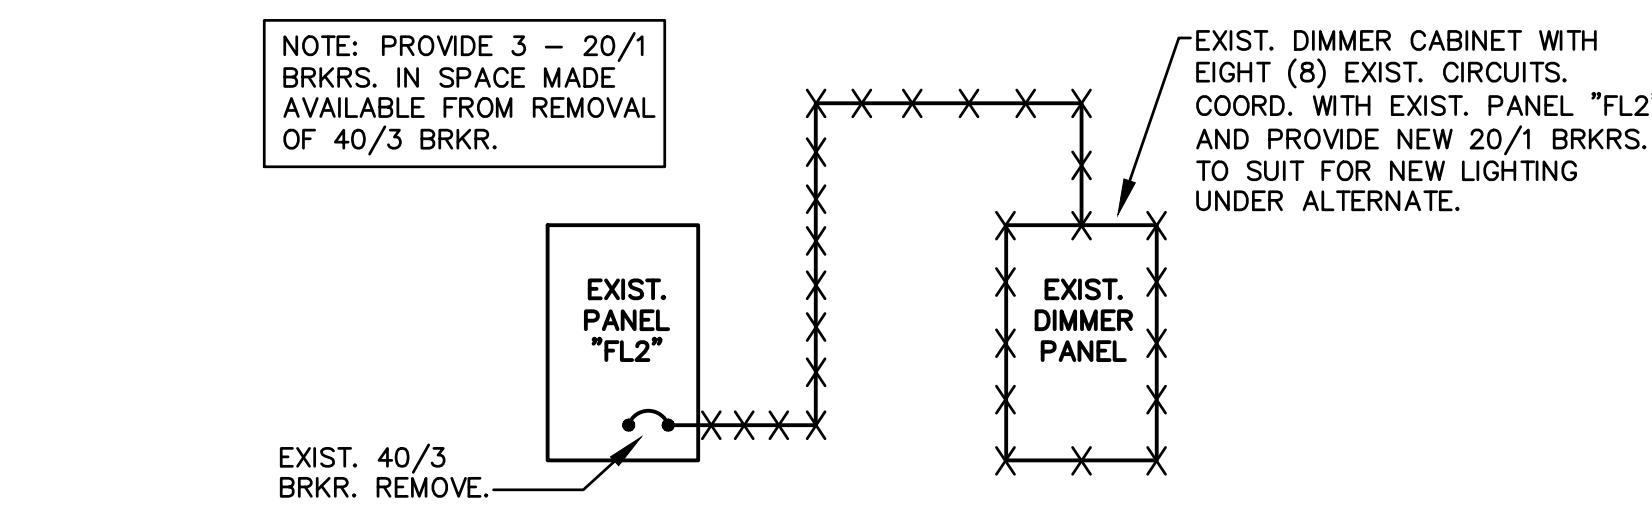 NOTE: PROVIDE 3 – 20/1
BRKRS. IN SPACE MADE
AVAILABLE FROM REMOVAL
OF 40/3 BRKR.
EXIST. DIMMER CABINET WITH
EIGHT (8) EXIST. CIRCUITS.
COORD. WITH EXIST. PANEL "FL2"
AND PROVIDE NEW 20/1 BRKRS.
TO SUIT FOR NEW LIGHTING
UNDER ALTERNATE.
EXIST.
PANEL
"FL2"
EXIST.
DIMMER
PANEL
EXIST. 40/3
BRKR. REMOVE.